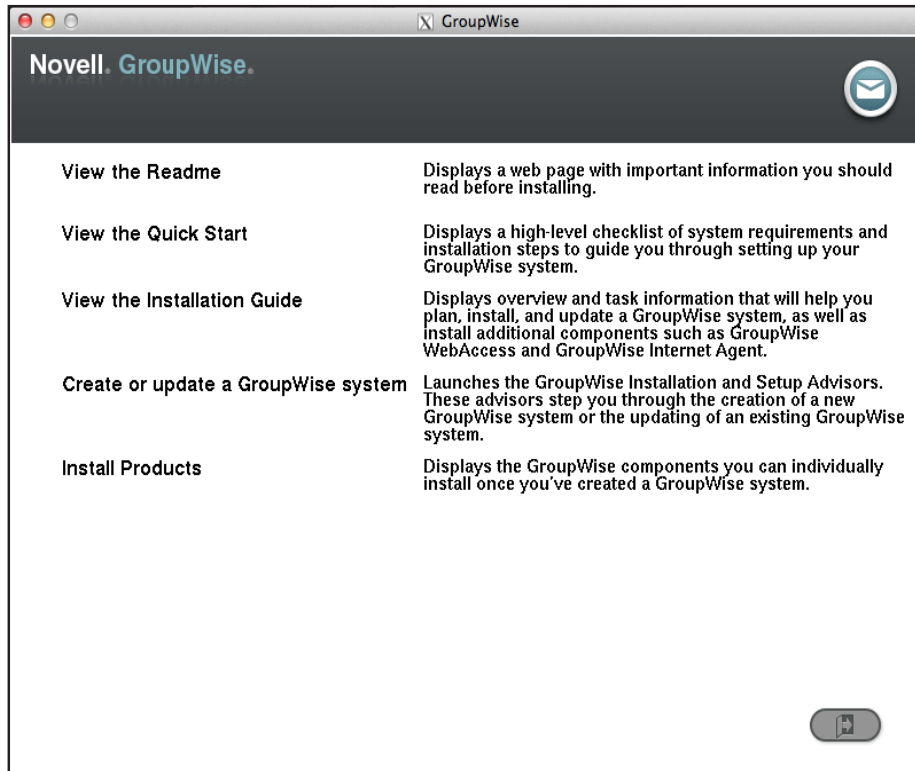 GroupWise
Novell. GroupWise.
View the Readme
Displays a web page with important information you should
read before installing.
View the Quick Start
Displays a high-level checklist of system requirements and
installation steps to guide you through setting up your
GroupWise system.
View the Installation Guide
Displays overview and task information that will help you
plan, install, and update a GroupWise system, as well as
install additional components such as GroupWise
WebAccess and GroupWise Internet Agent.
Create or update a GroupWise system
Launches the GroupWise Installation and Setup Advisors.
These advisors step you through the creation of a new
GroupWise system or the updating of an existing GroupWise
system.
Install Products
Displays the GroupWise components you can individually
install once you've created a GroupWise system.